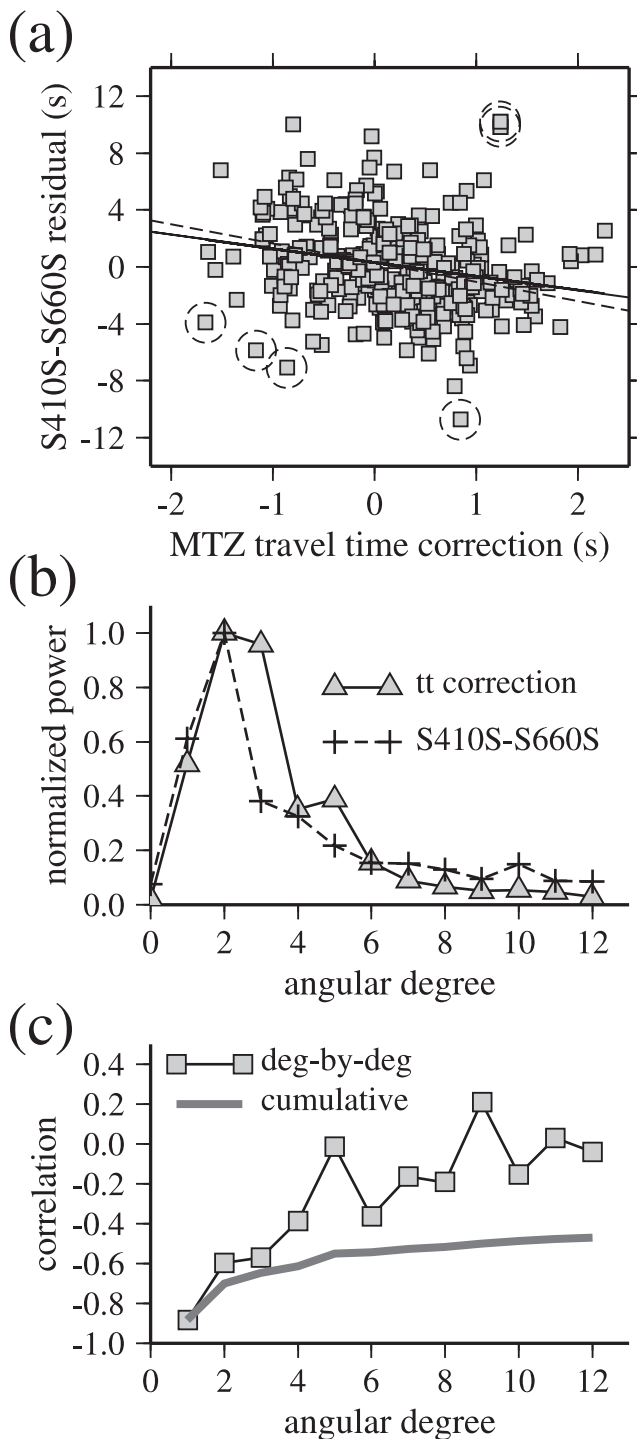 (a)
S410S-S660S residual (s)
12
8
4
0
-4
-8
-12
-2 -1 0 1 2
MTZ travel time correction (s)
(b)
normalized power
1.0
0.8
0.6
0.4
0.2
0.0
tt correction
S410S-S660S
0 2 4 6 8 10 12
angular degree
(c)
correlation
0.4
0.2
0.0
-0.2
-0.4
-0.6
-0.8
-1.0
deg-by-deg
cumulative
0 2 4 6 8 10 12
angular degree